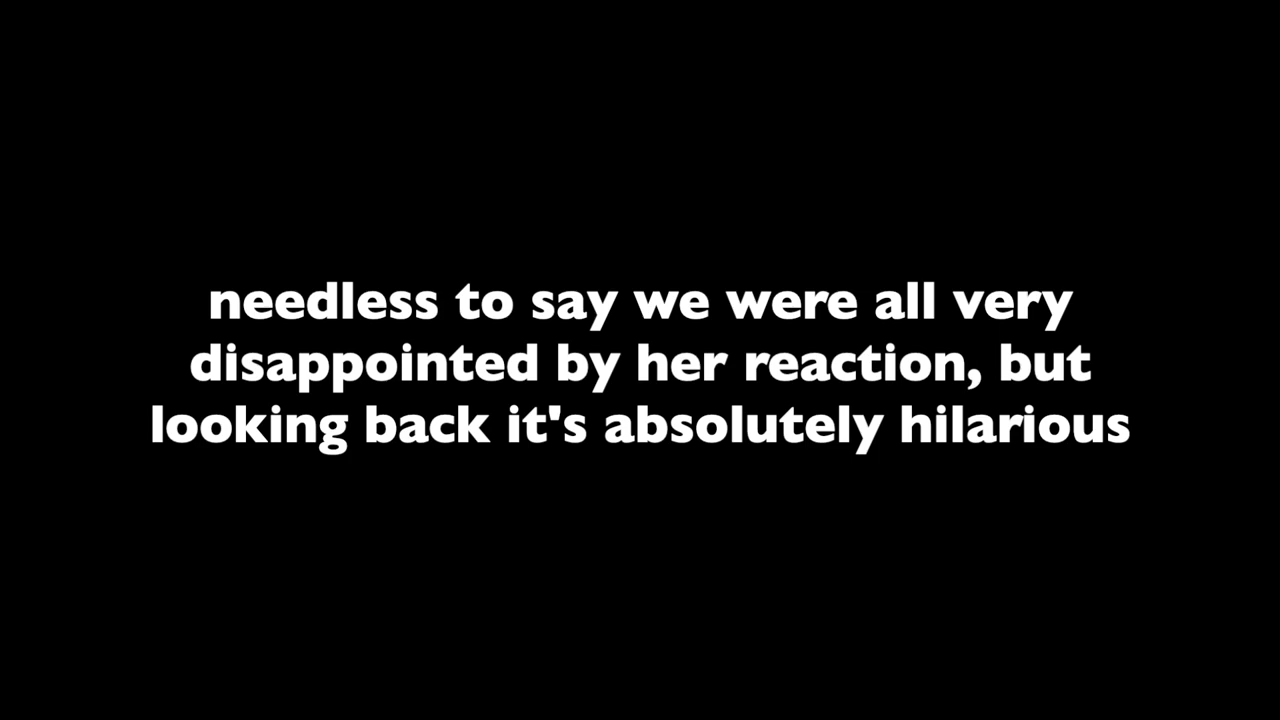 needless to say we were all very
disappointed by her reaction, but
looking back it's absolutely hilarious